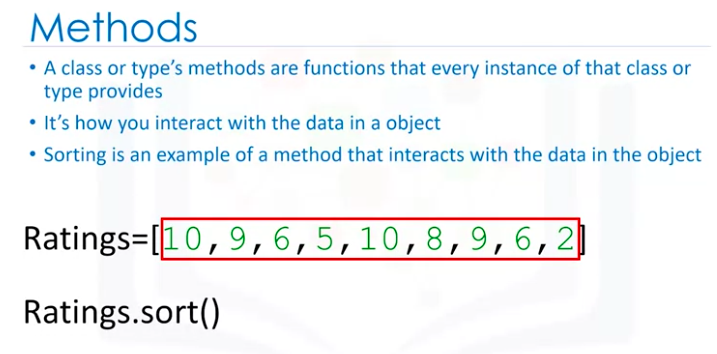 Methods
• A class or type's methods are functions that every instance of that class or
type provides
• It's how you interact with the data in a object
• Sorting is an example of a method that interacts with the data in the object
Ratings=[10,9,6,5,10,8,9,6,2]
Ratings.sort()